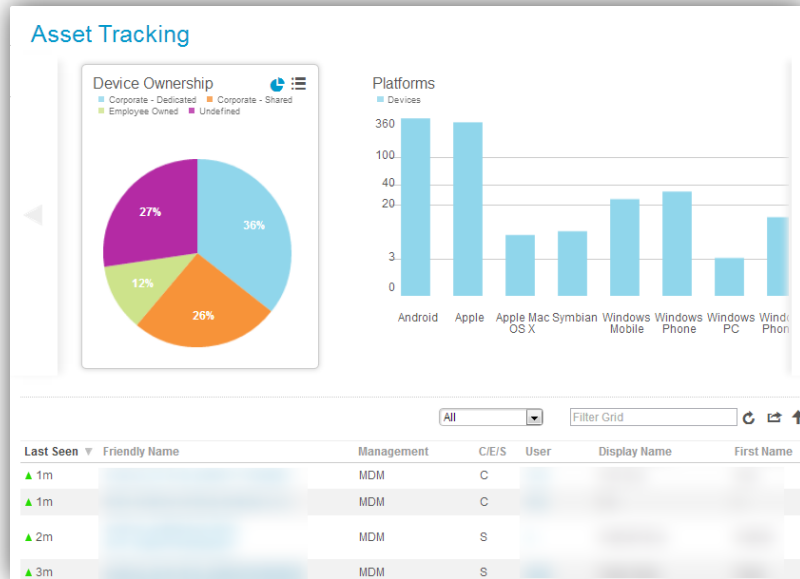 Asset Tracking
Device Ownership
Corporate - Dedicated Corporate - Shared
Employee Owned Undefined
27%
36%
12%
26%
Platforms
Devices
360
100
40
20
3
0
Android Apple Apple Mac OS X Symbian Windows Mobile Windows Phone Windows PC
All
Filter Grid
Last Seen Friendly Name Management C/E/S User Display Name First Name
1m MDM C
1m MDM C
2m MDM S
3m MDM S